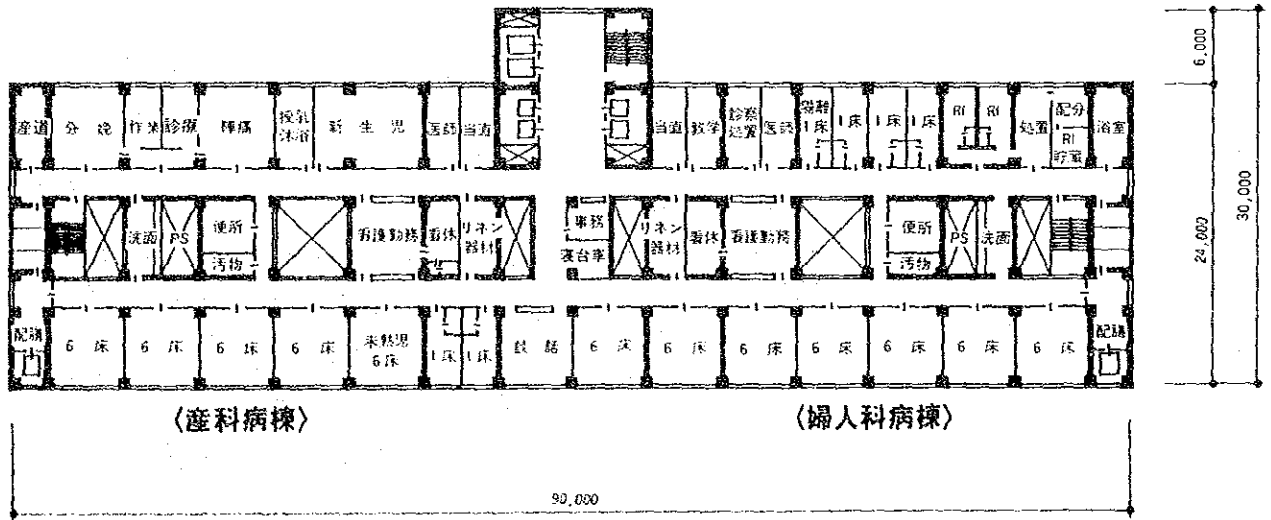 6,000
24,000
30,000
産道
分娩
作業
診療
陣痛
授乳
沐浴
新生児
医師
当直
当直
教学
診察
処置
医師
隔離
1床
1床
1床
1床
RI
RI
処置
配分
RI
貯蔵
浴室
洗面
PS
便所
汚物
看護勤務
看休
リネン
器材
事務
寝台車
リネン
器材
看休
看護勤務
便所
汚物
PS
洗面
配膳
6床
6床
6床
6床
未熟児
6床
1床
1床
談話
6床
6床
6床
6床
6床
6床
6床
配膳
〈産科病棟〉
〈婦人科病棟〉
90,000